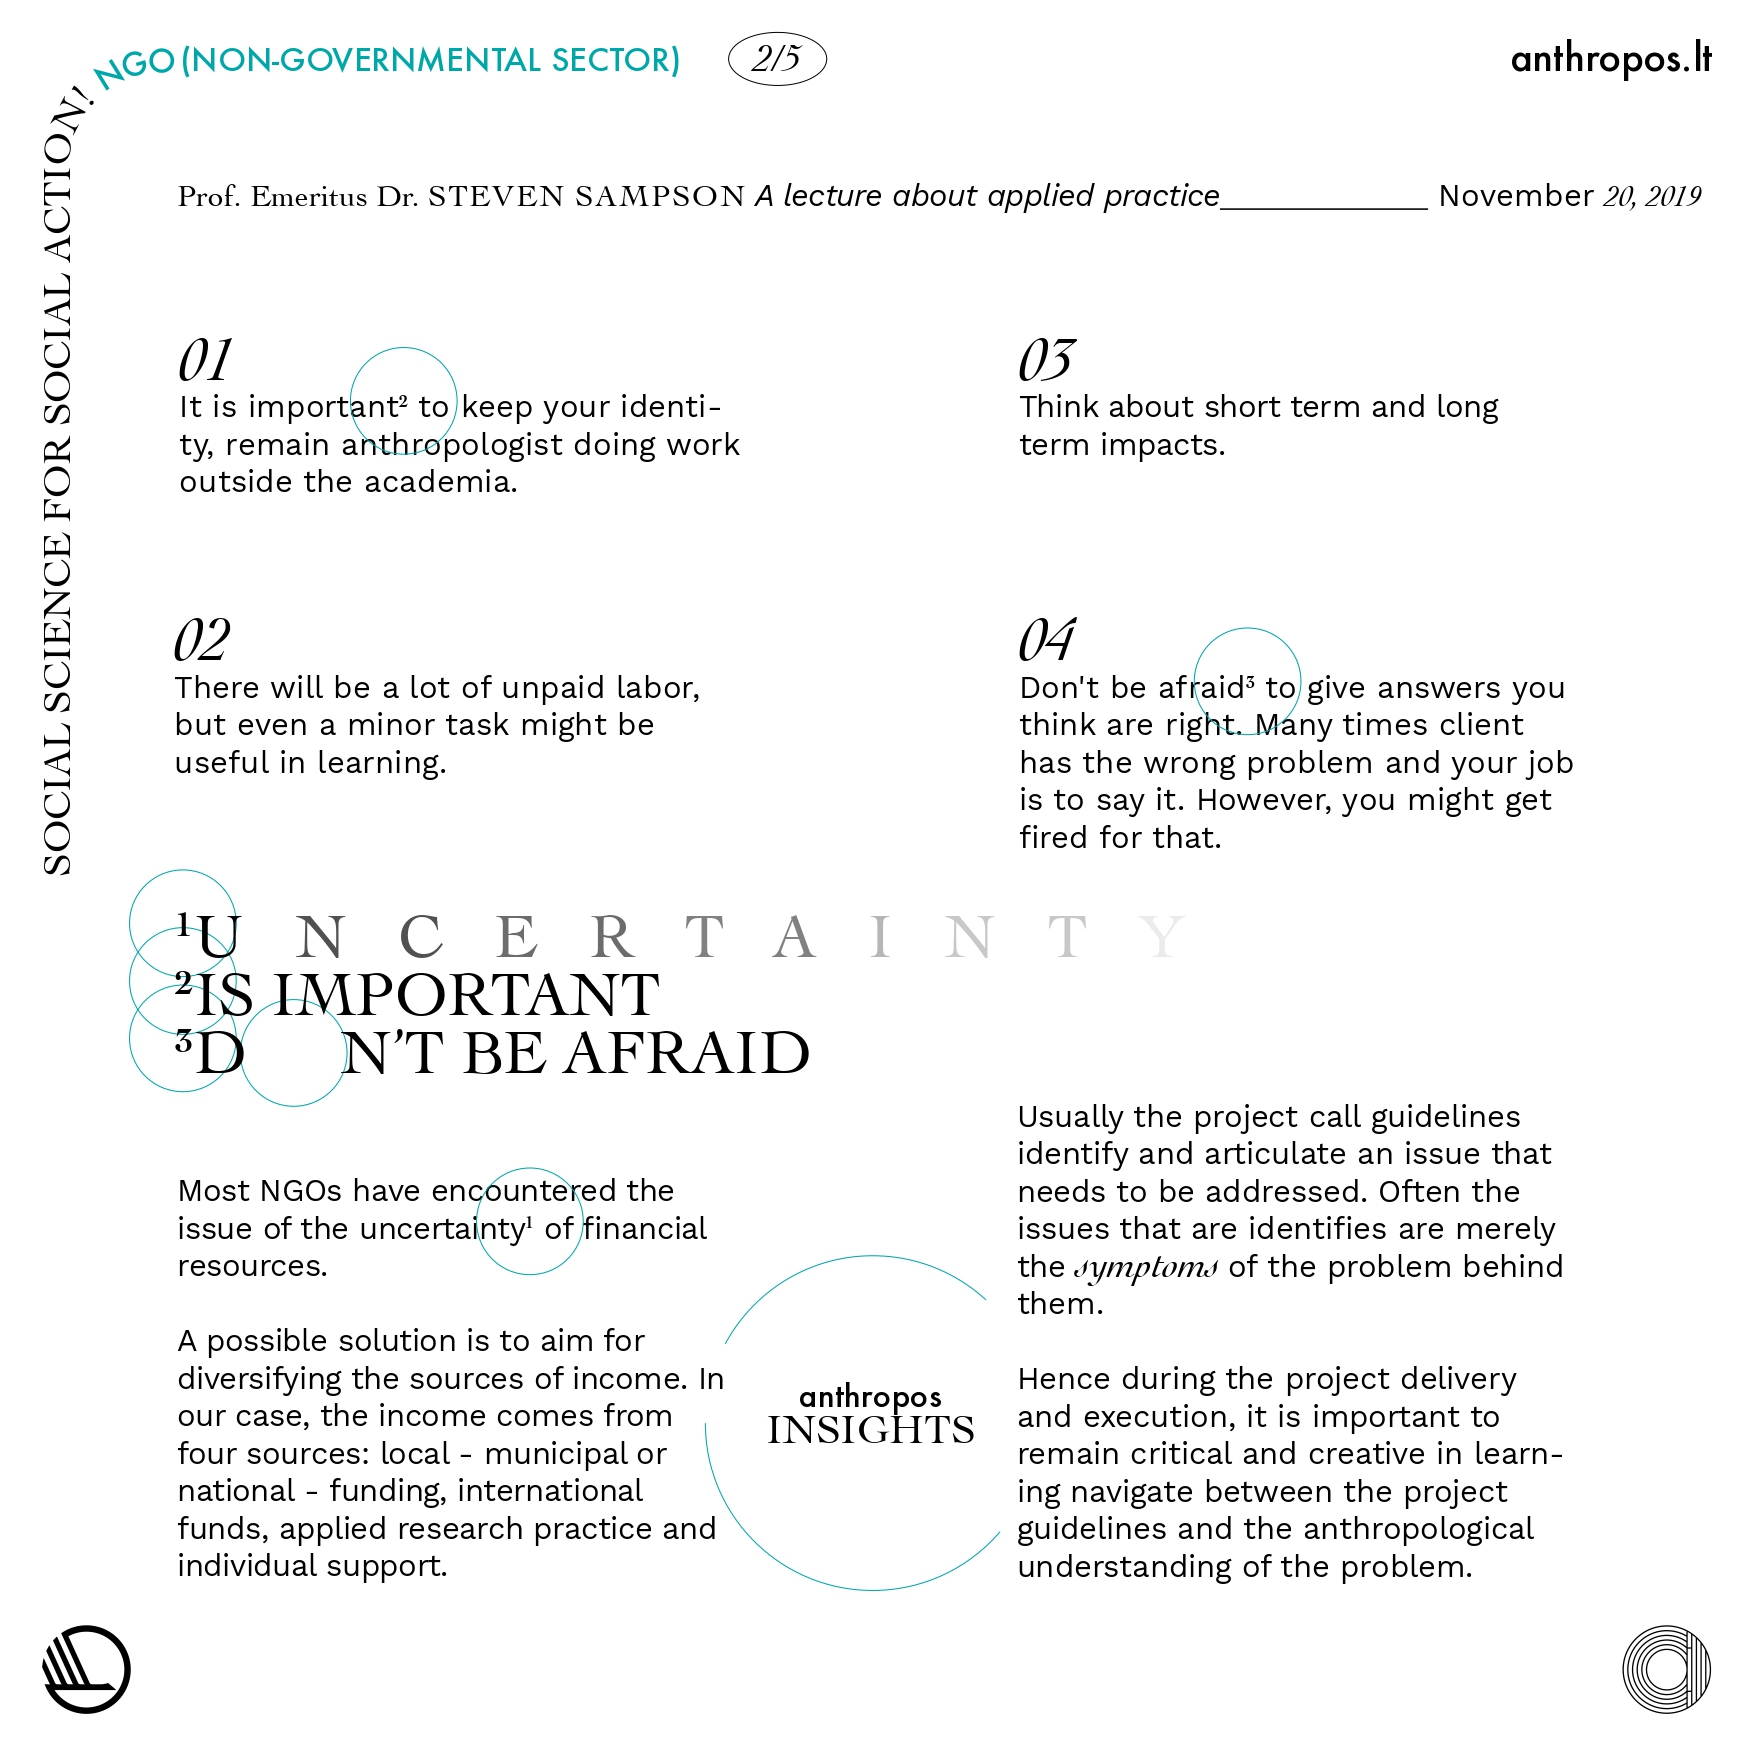 SOCIAL SCIENCE FOR SOCIAL ACTION! NGO (NON-GOVERNMENTAL SECTOR)
2/5
anthropos.lt
Prof. Emeritus Dr. STEVEN SAMPSON A lecture about applied practice______________ November 20, 2019
01
It is important² to keep your identi-
ty, remain anthropologist doing work
outside the academia.
02
There will be a lot of unpaid labor,
but even a minor task might be
useful in learning.
03
Think about short term and long
term impacts.
04
Don't be afraid³ to give answers you
think are right. Many times client
has the wrong problem and your job
is to say it. However, you might get
fired for that.
¹U N C E R T A I N T Y
²IS IMPORTANT
³D N’T BE AFRAID
Most NGOs have encountered the
issue of the uncertainty¹ of financial
resources.
A possible solution is to aim for
diversifying the sources of income. In
our case, the income comes from
four sources: local - municipal or
national - funding, international
funds, applied research practice and
individual support.
anthropos
INSIGHTS
Usually the project call guidelines
identify and articulate an issue that
needs to be addressed. Often the
issues that are identifies are merely
the symptoms of the problem behind
them.
Hence during the project delivery
and execution, it is important to
remain critical and creative in learn-
ing navigate between the project
guidelines and the anthropological
understanding of the problem.